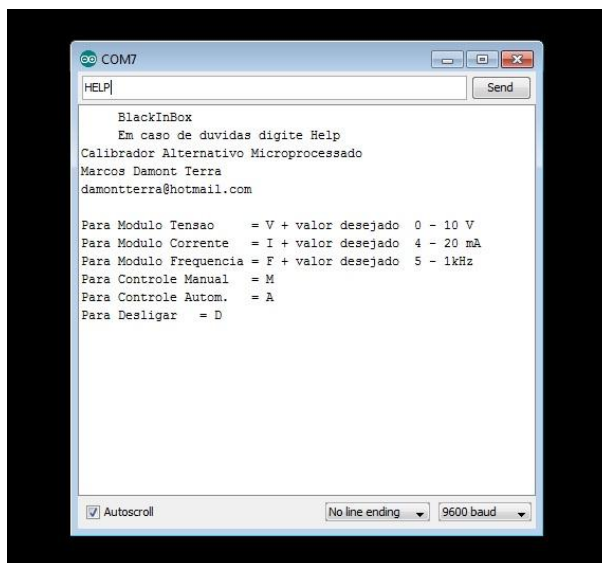 COM7
HELP
Send
BlackInBox
Em caso de duvidas digite Help
Calibrador Alternativo Microprocessado
Marcos Damont Terra
damontterra@hotmail.com
Para Modulo Tensao = V + valor desejado 0 - 10 V
Para Modulo Corrente = I + valor desejado 4 - 20 mA
Para Modulo Frequencia = F + valor desejado 5 - 1kHz
Para Controle Manual = M
Para Controle Autom. = A
Para Desligar = D
Autoscroll
No line ending
9600 baud